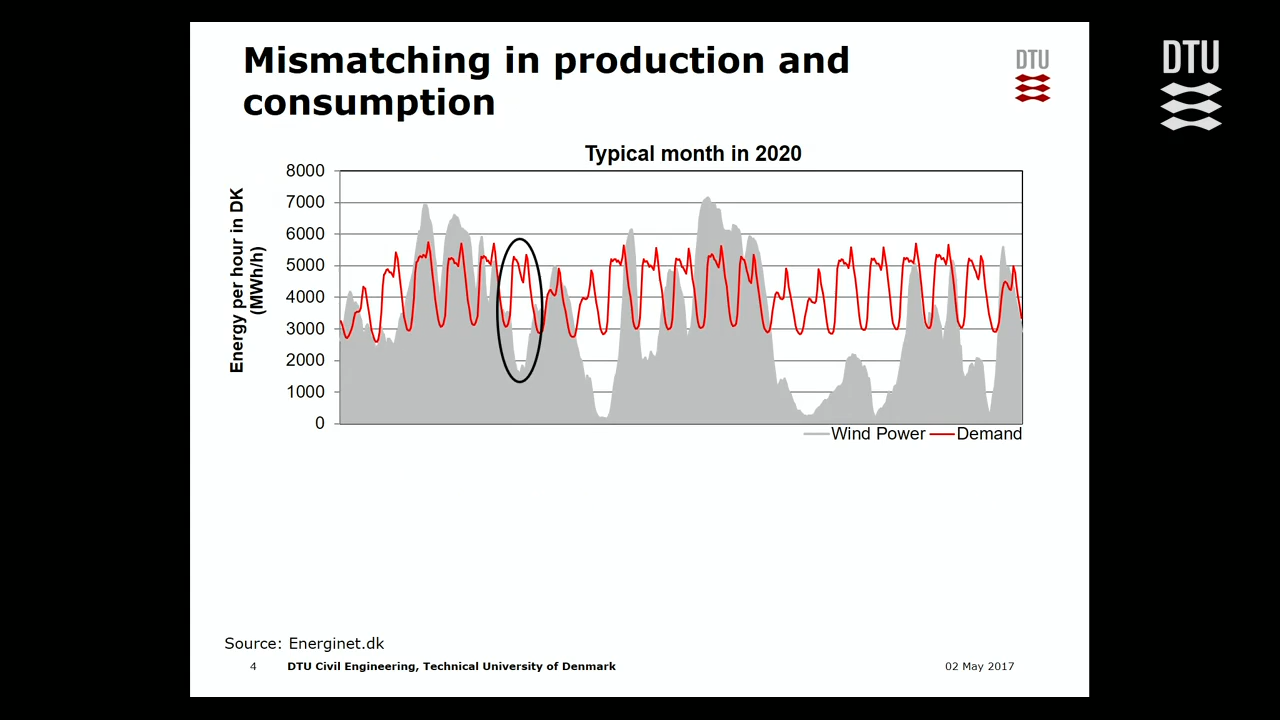 Mismatching in production and
consumption
DTU
DTU
Typical month in 2020
Energy per hour in DK
(MWh/h)
8000
7000
6000
5000
4000
3000
2000
1000
0
Wind Power
Demand
Source: Energinet.dk
4 DTU Civil Engineering, Technical University of Denmark 02 May 2017